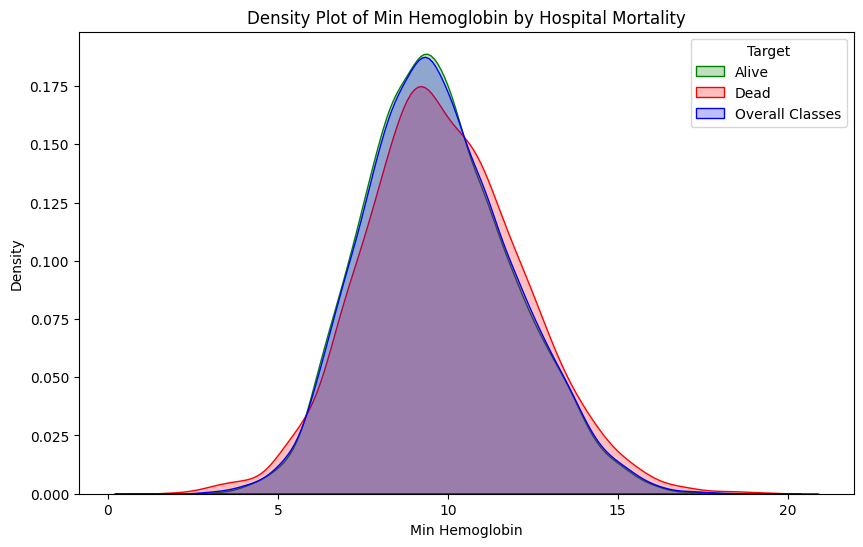 Density Plot of Min Hemoglobin by Hospital Mortality
Target
Alive
Dead
Overall Classes
Density
0.175
0.150
0.125
0.100
0.075
0.050
0.025
0.000
0 5 10 15 20
Min Hemoglobin